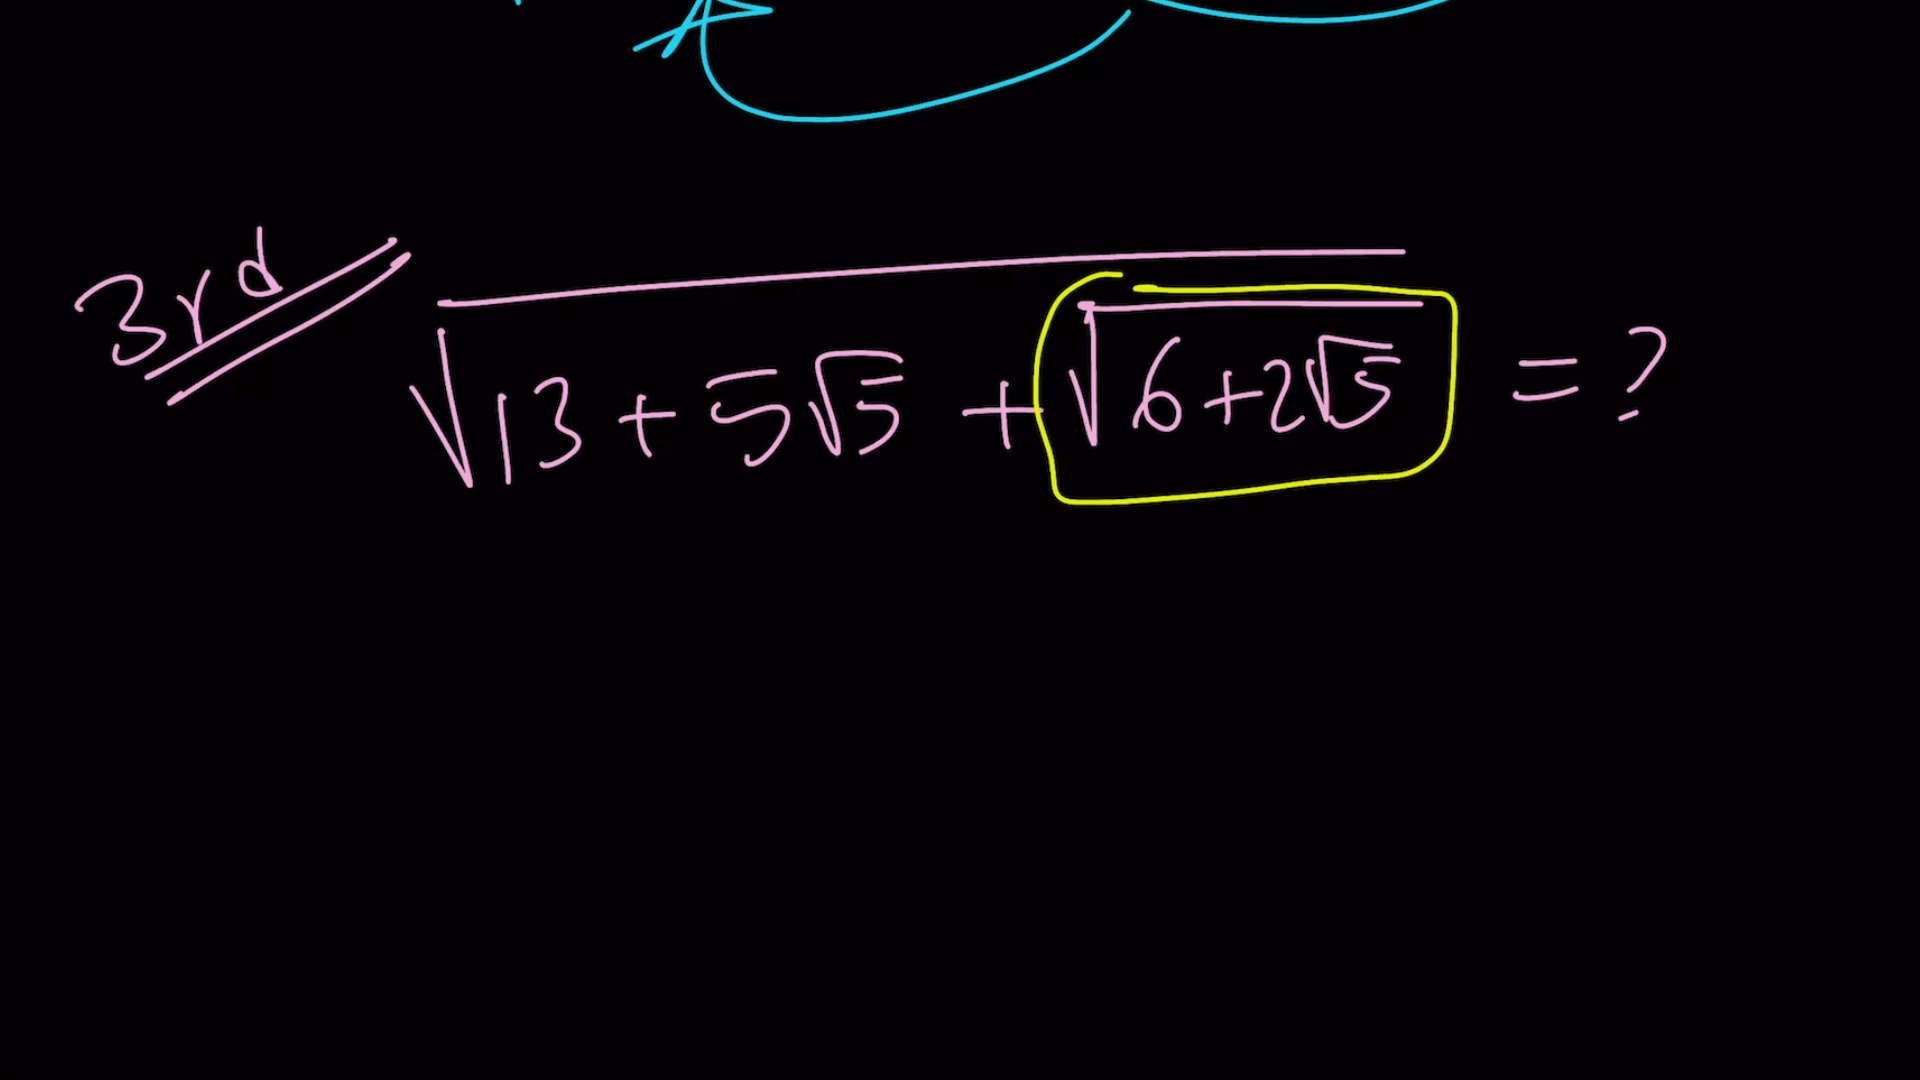 3rd
√(13 + 5√5 + √(6 + 2√5)) = ?